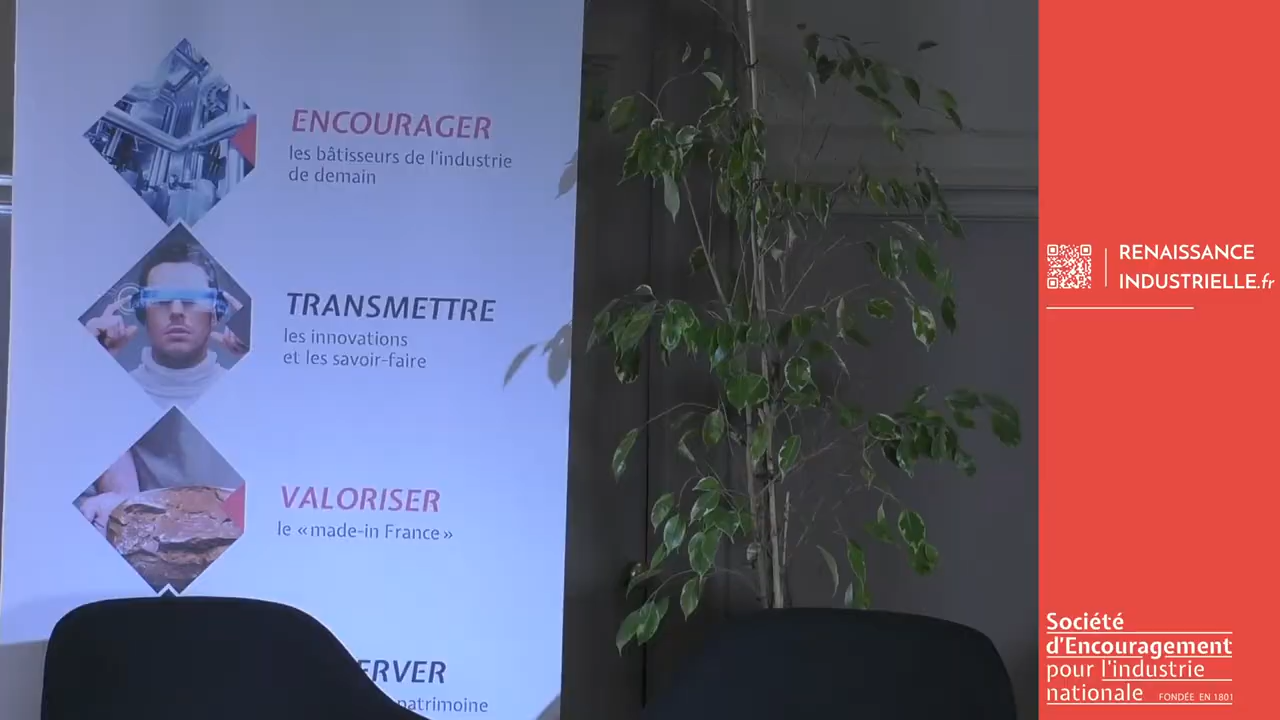 ENCOURAGER
les bâtisseurs de l'industrie
de demain
TRANSMETTRE
les innovations
et les savoir-faire
VALORISER
le «made-in France»
ERVER
patrimoine
RENAISSANCE
INDUSTRIELLE.fr
Société
d'Encouragement
pour l'industrie
nationale FONDÉE EN 1801